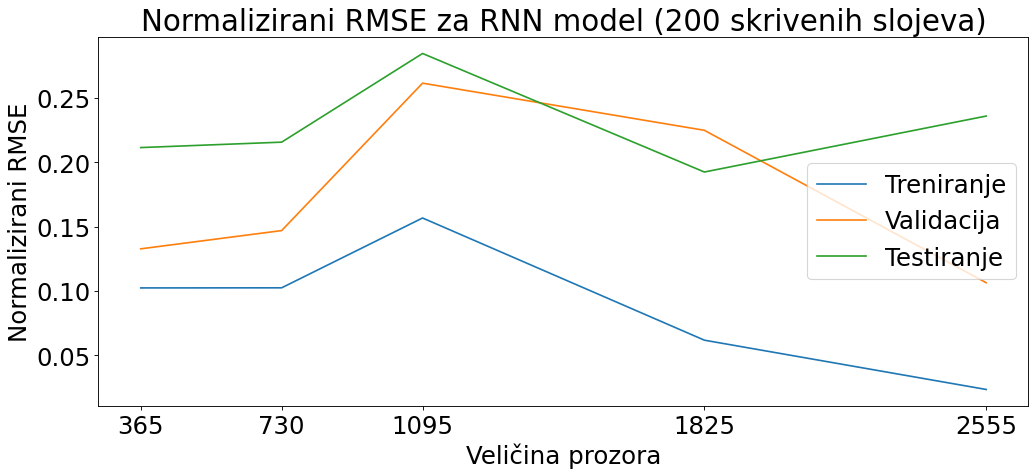 Normalizirani RMSE za RNN model (200 skrivenih slojeva)
Normalizirani RMSE
0.25
0.20
0.15
0.10
0.05
Treniranje
Validacija
Testiranje
365 730 1095 1825 2555
Veličina prozora